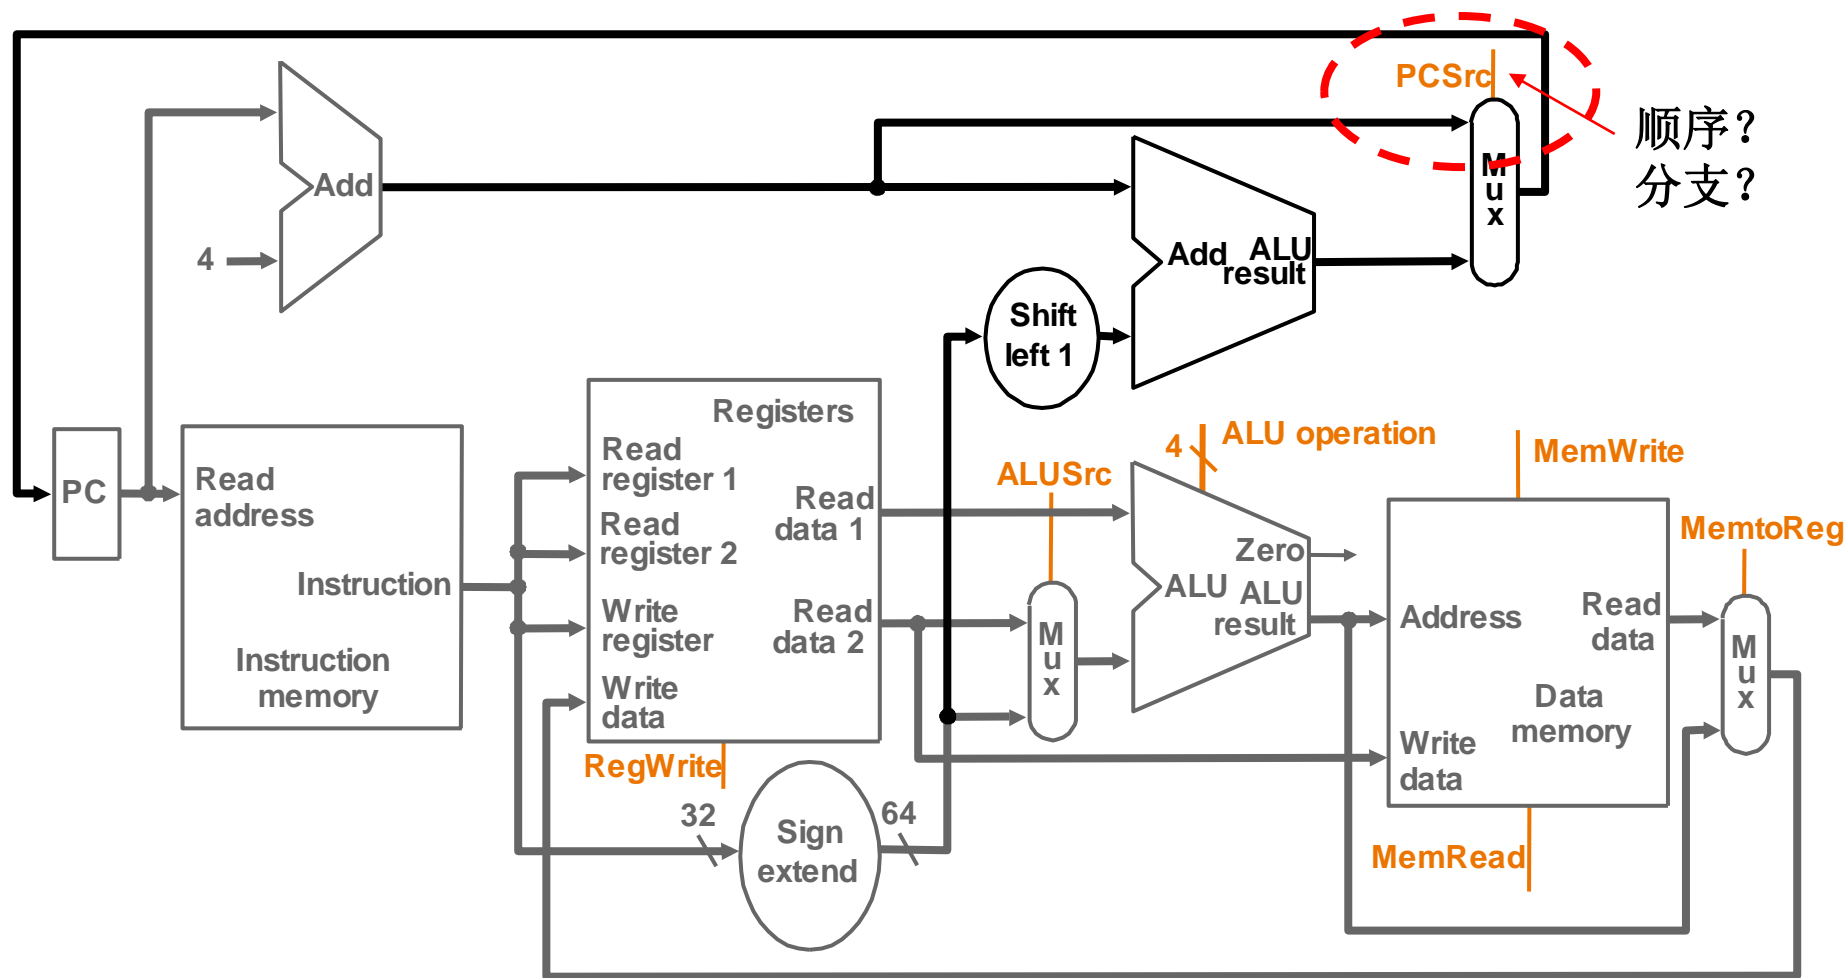 PCSrc
顺序?
分支?
Mux
Add
4
Add
ALU
result
Shift
left 1
PC
Read
address
Instruction
Instruction
memory
Registers
Read
register 1
Read
register 2
Write
register
Write
data
Read
data 1
Read
data 2
RegWrite
32
Sign
extend
64
ALUSrc
Mux
4
ALU operation
Zero
ALU
ALU
result
MemWrite
Address
Read
data
Data
memory
Write
data
MemRead
MemtoReg
Mux